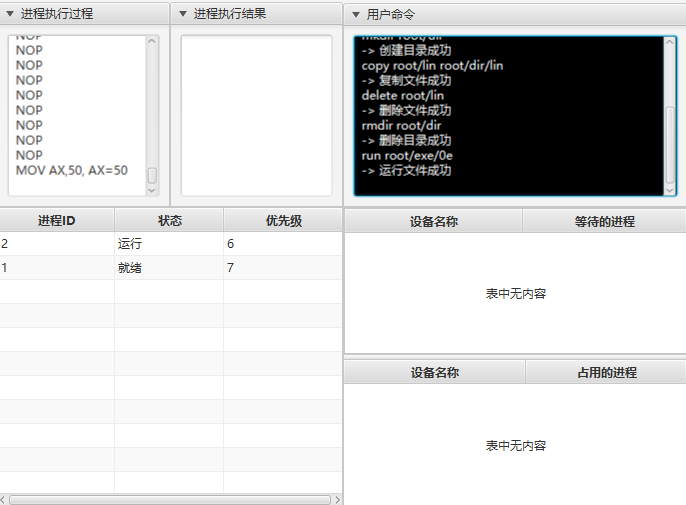 进程执行过程
NOP
NOP
NOP
NOP
NOP
NOP
NOP
NOP
NOP
MOV AX,50, AX=50
进程执行结果
用户命令
mkdir root/dir
-> 创建目录成功
copy root/lin root/dir/lin
-> 复制文件成功
delete root/lin
-> 删除文件成功
rmdir root/dir
-> 删除目录成功
run root/exe/0e
-> 运行文件成功
进程ID 状态 优先级
2 运行 6
1 就绪 7
设备名称 等待的进程
表中无内容
设备名称 占用的进程
表中无内容